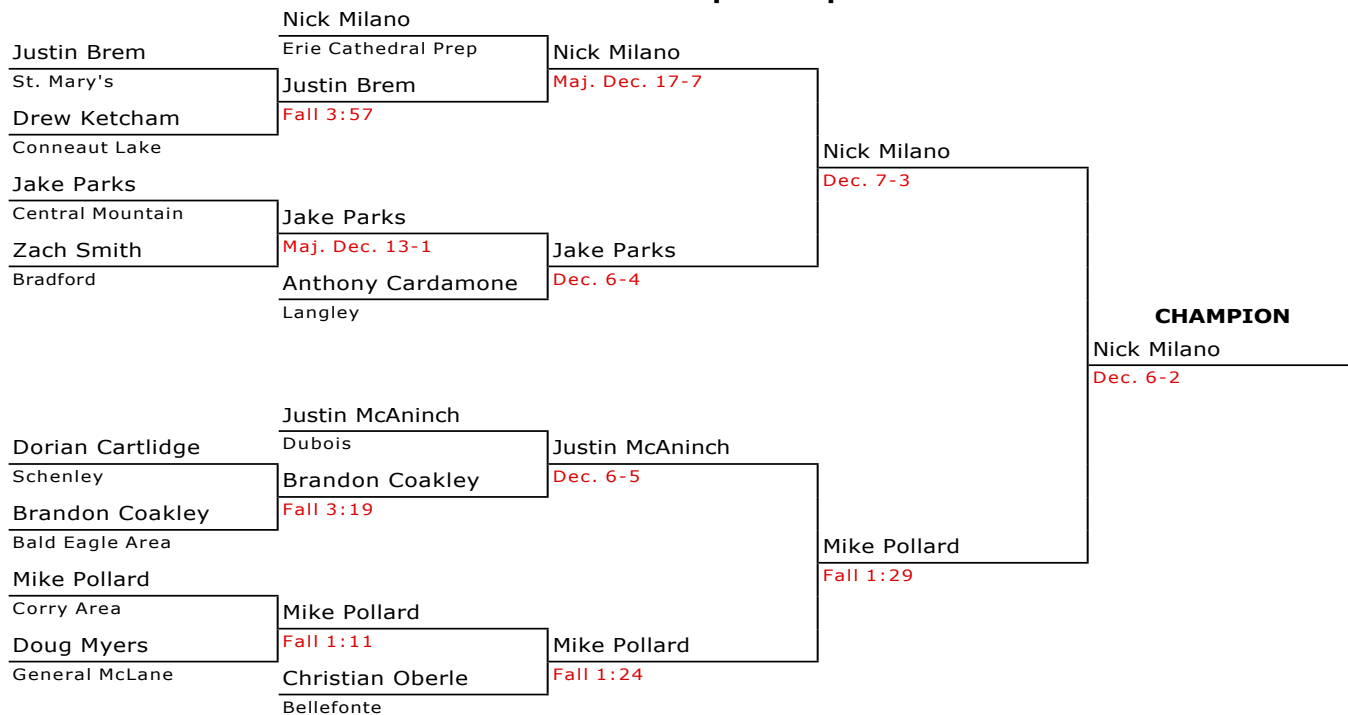 Nick Milano
Justin Brem
Erie Cathedral Prep
Nick Milano
St. Mary's
Justin Brem
Maj. Dec. 17-7
Drew Ketcham
Fall 3:57
Conneaut Lake
Nick Milano
Jake Parks
Dec. 7-3
Central Mountain
Jake Parks
Zach Smith
Maj. Dec. 13-1
Jake Parks
Bradford
Anthony Cardamone
Dec. 6-4
Langley
CHAMPION
Nick Milano
Dec. 6-2
Justin McAninch
Dorian Cartlidge
Dubois
Justin McAninch
Schenley
Brandon Coakley
Dec. 6-5
Brandon Coakley
Fall 3:19
Bald Eagle Area
Mike Pollard
Mike Pollard
Fall 1:29
Corry Area
Mike Pollard
Doug Myers
Fall 1:11
Mike Pollard
General McLane
Christian Oberle
Fall 1:24
Bellefonte